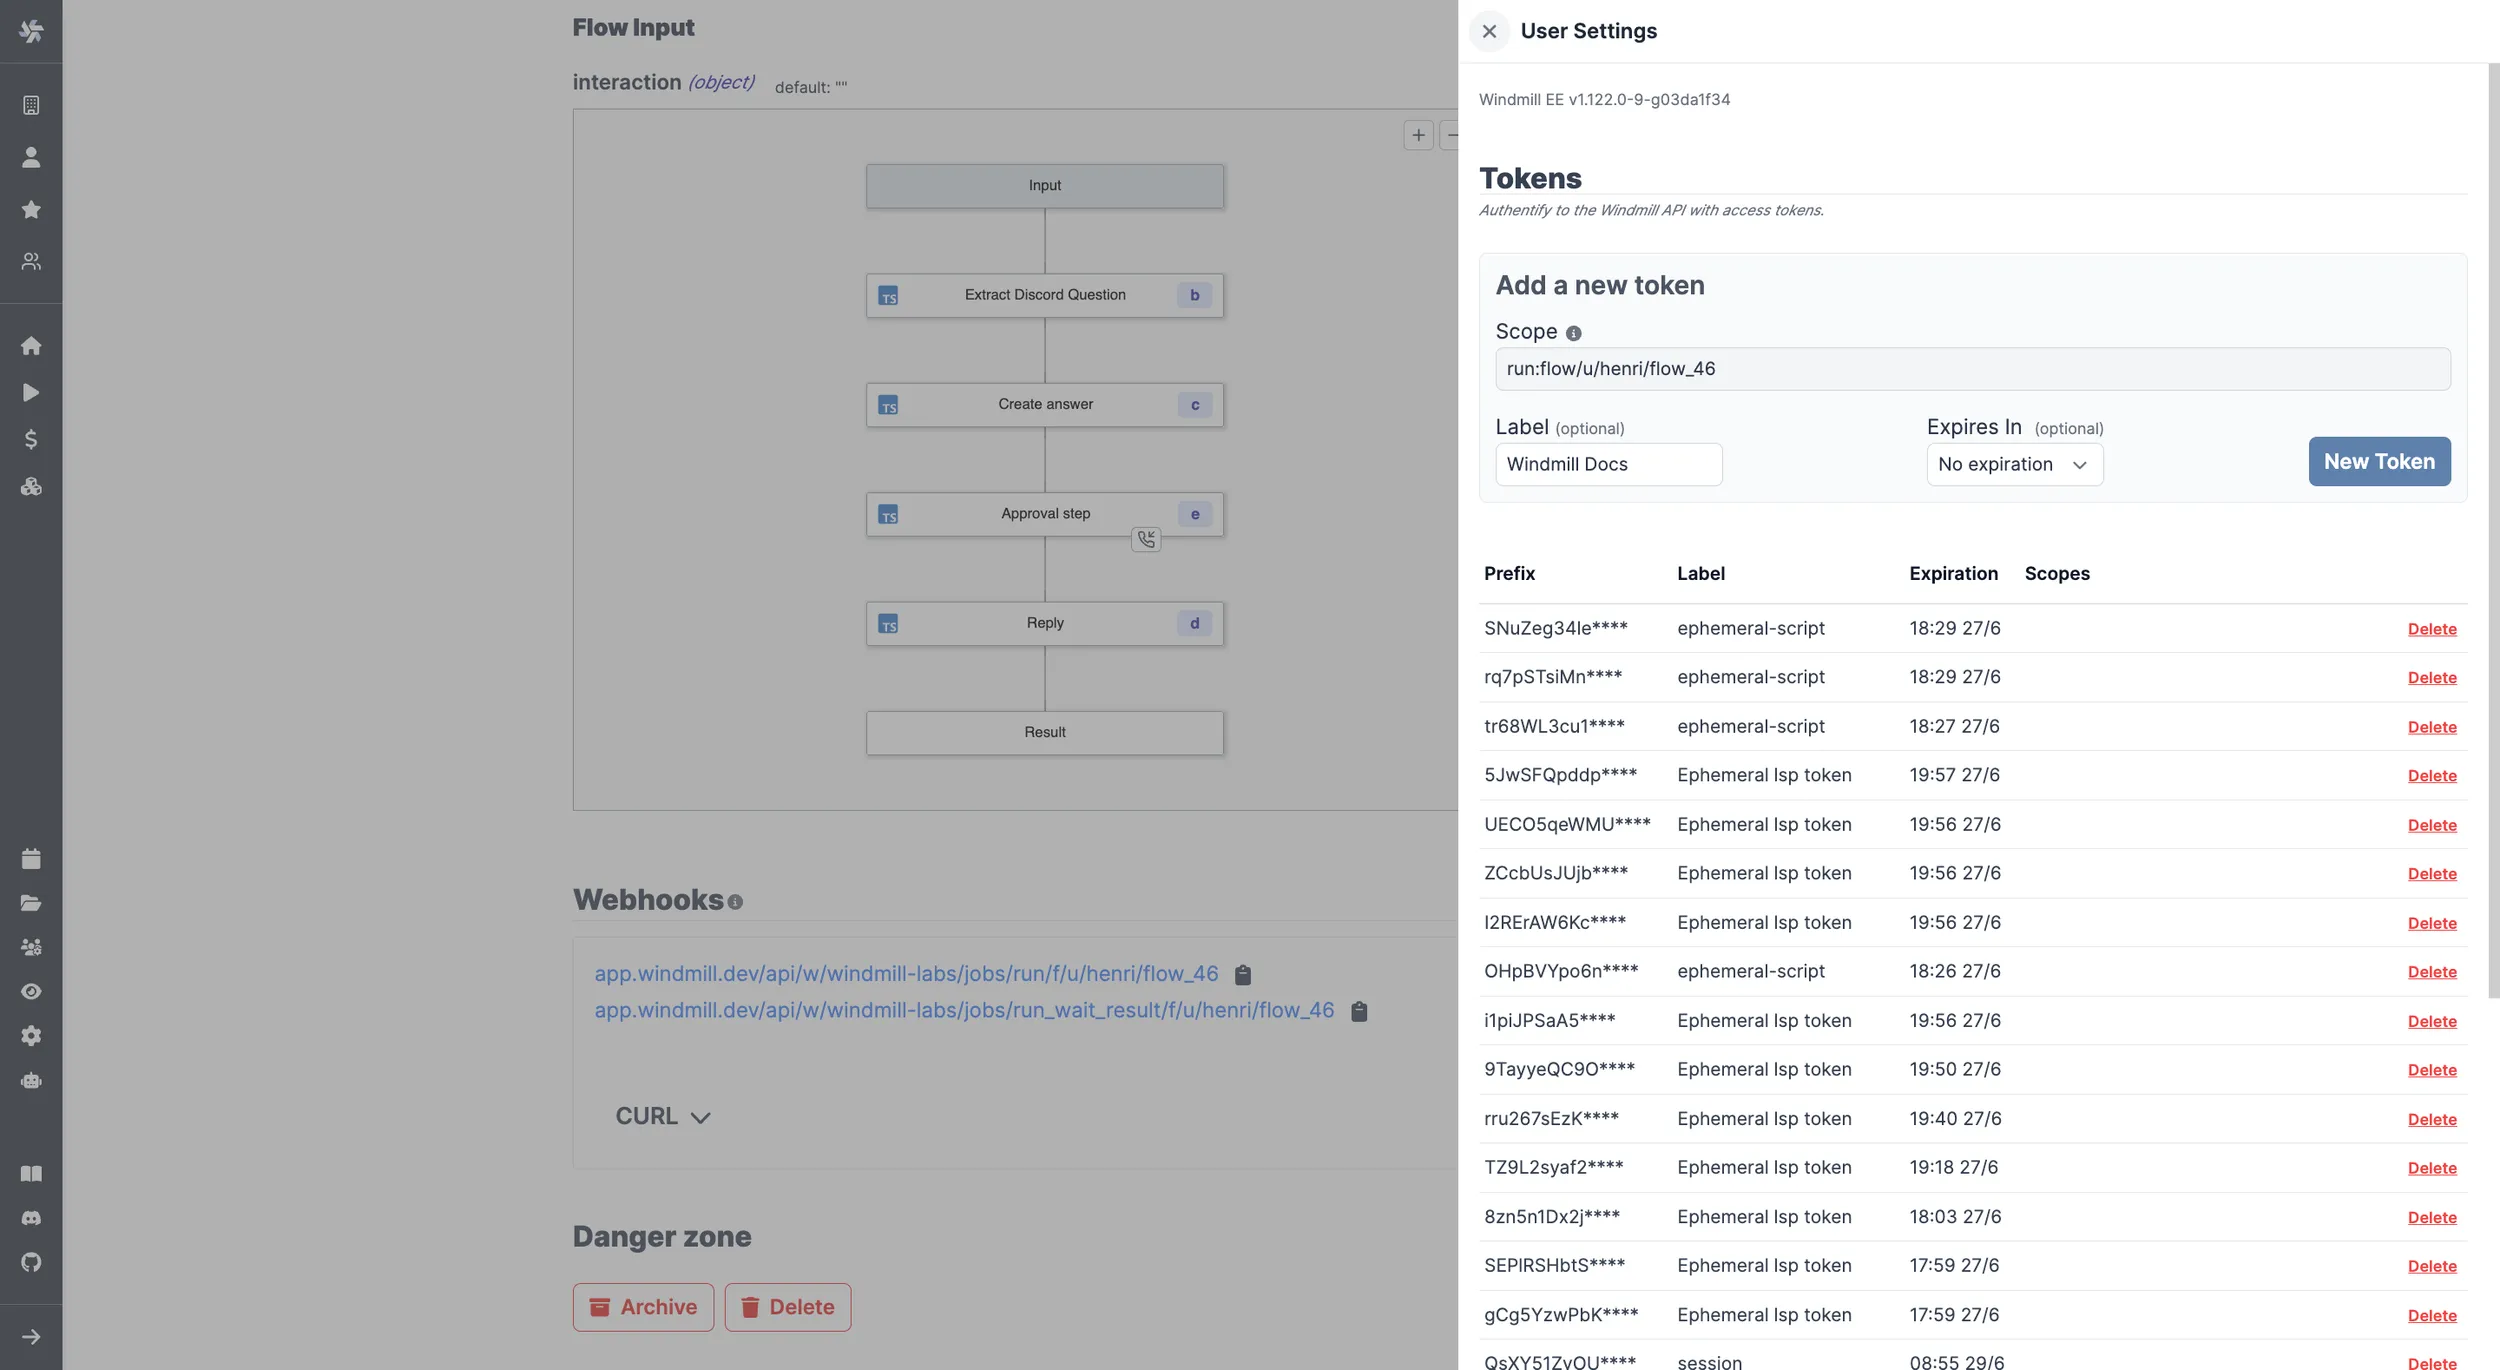 Flow Input
interaction (object) default: ""
Input
TS Extract Discord Question b
TS Create answer c
TS Approval step e
TS Reply d
Result
Webhooks
app.windmill.dev/api/w/windmill-labs/jobs/run/f/u/henri/flow_46
app.windmill.dev/api/w/windmill-labs/jobs/run_wait_result/f/u/henri/flow_46
CURL
Danger zone
Archive Delete
User Settings
Windmill EE v1.122.0-9-g03da1f34
Tokens
Authentify to the Windmill API with access tokens.
Add a new token
Scope
run:flow/u/henri/flow_46
Label (optional) Expires In (optional)
Windmill Docs No expiration New Token
Prefix Label Expiration Scopes
SNuZeg34Ie**** ephemeral-script 18:29 27/6 Delete
rq7pSTsiMn**** ephemeral-script 18:29 27/6 Delete
tr68WL3cu1**** ephemeral-script 18:27 27/6 Delete
5JwSFQpddp**** Ephemeral lsp token 19:57 27/6 Delete
UECO5qeWMU**** Ephemeral lsp token 19:56 27/6 Delete
ZCcbUsJUjb**** Ephemeral lsp token 19:56 27/6 Delete
I2RErAW6Kc**** Ephemeral lsp token 19:56 27/6 Delete
OHpBVYpo6n**** ephemeral-script 18:26 27/6 Delete
i1piJPSaA5**** Ephemeral lsp token 19:56 27/6 Delete
9TayyeQC9O**** Ephemeral lsp token 19:50 27/6 Delete
rru267sEzK**** Ephemeral lsp token 19:40 27/6 Delete
TZ9L2syaf2**** Ephemeral lsp token 19:18 27/6 Delete
8zn5n1Dx2j**** Ephemeral lsp token 18:03 27/6 Delete
SEPlRSHbtS**** Ephemeral lsp token 17:59 27/6 Delete
gCg5YzwPbK**** Ephemeral lsp token 17:59 27/6 Delete
QsXY51ZvOU**** session 08:55 29/6 Delete